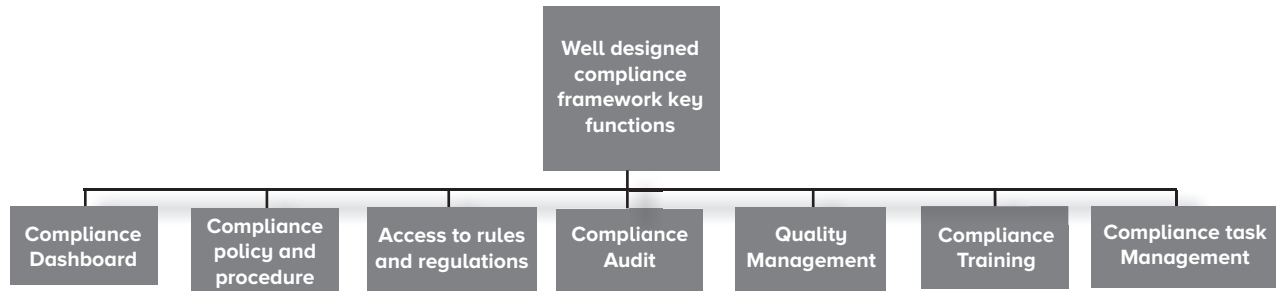 Well designed
compliance
framework key
functions
Compliance
Dashboard
Compliance
policy and
procedure
Access to rules
and regulations
Compliance
Audit
Quality
Management
Compliance
Training
Compliance task
Management